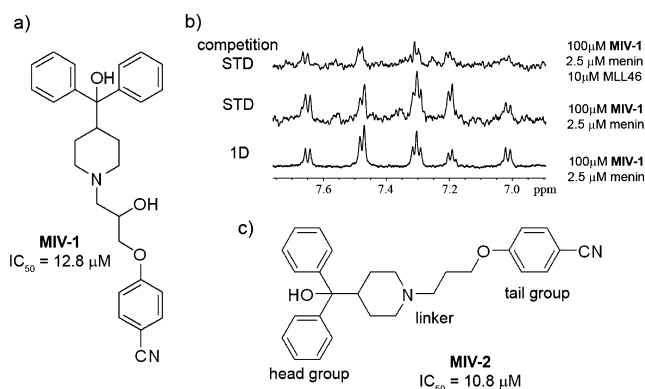 a)
OH
N
OH
O
CN
MIV-1
IC50 = 12.8 µM
b)
competition
STD
100µM MIV-1
2.5 µM menin
10µM MLL46
STD
100µM MIV-1
2.5 µM menin
1D
100µM MIV-1
2.5 µM menin
7.6 7.4 7.2 7.0 ppm
c)
O
CN
HO
N
tail group
linker
head group
MIV-2
IC50 = 10.8 µM